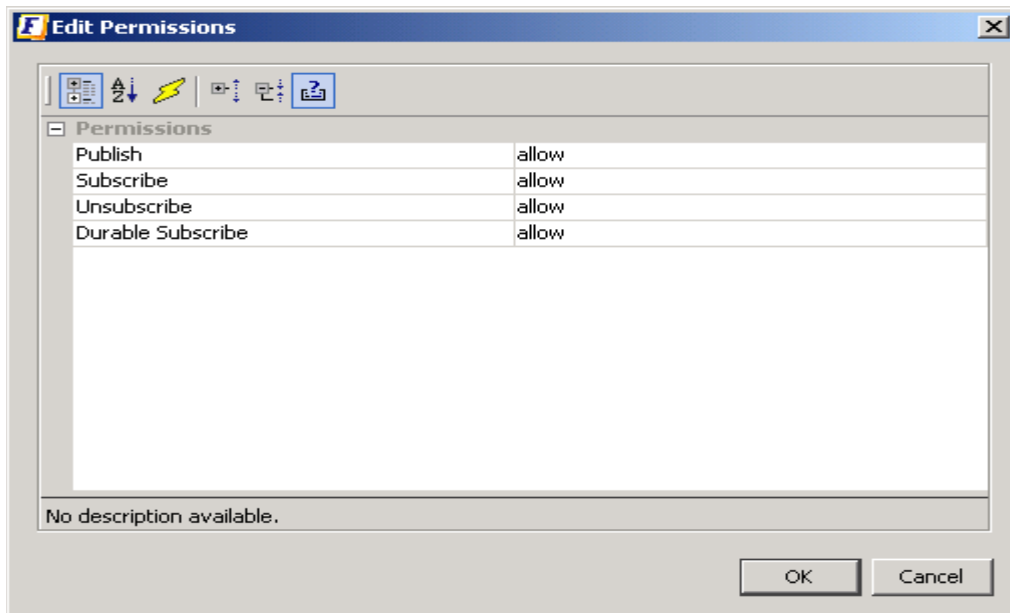 Edit Permissions
Permissions
Publish allow
Subscribe allow
Unsubscribe allow
Durable Subscribe allow
No description available.
OK Cancel